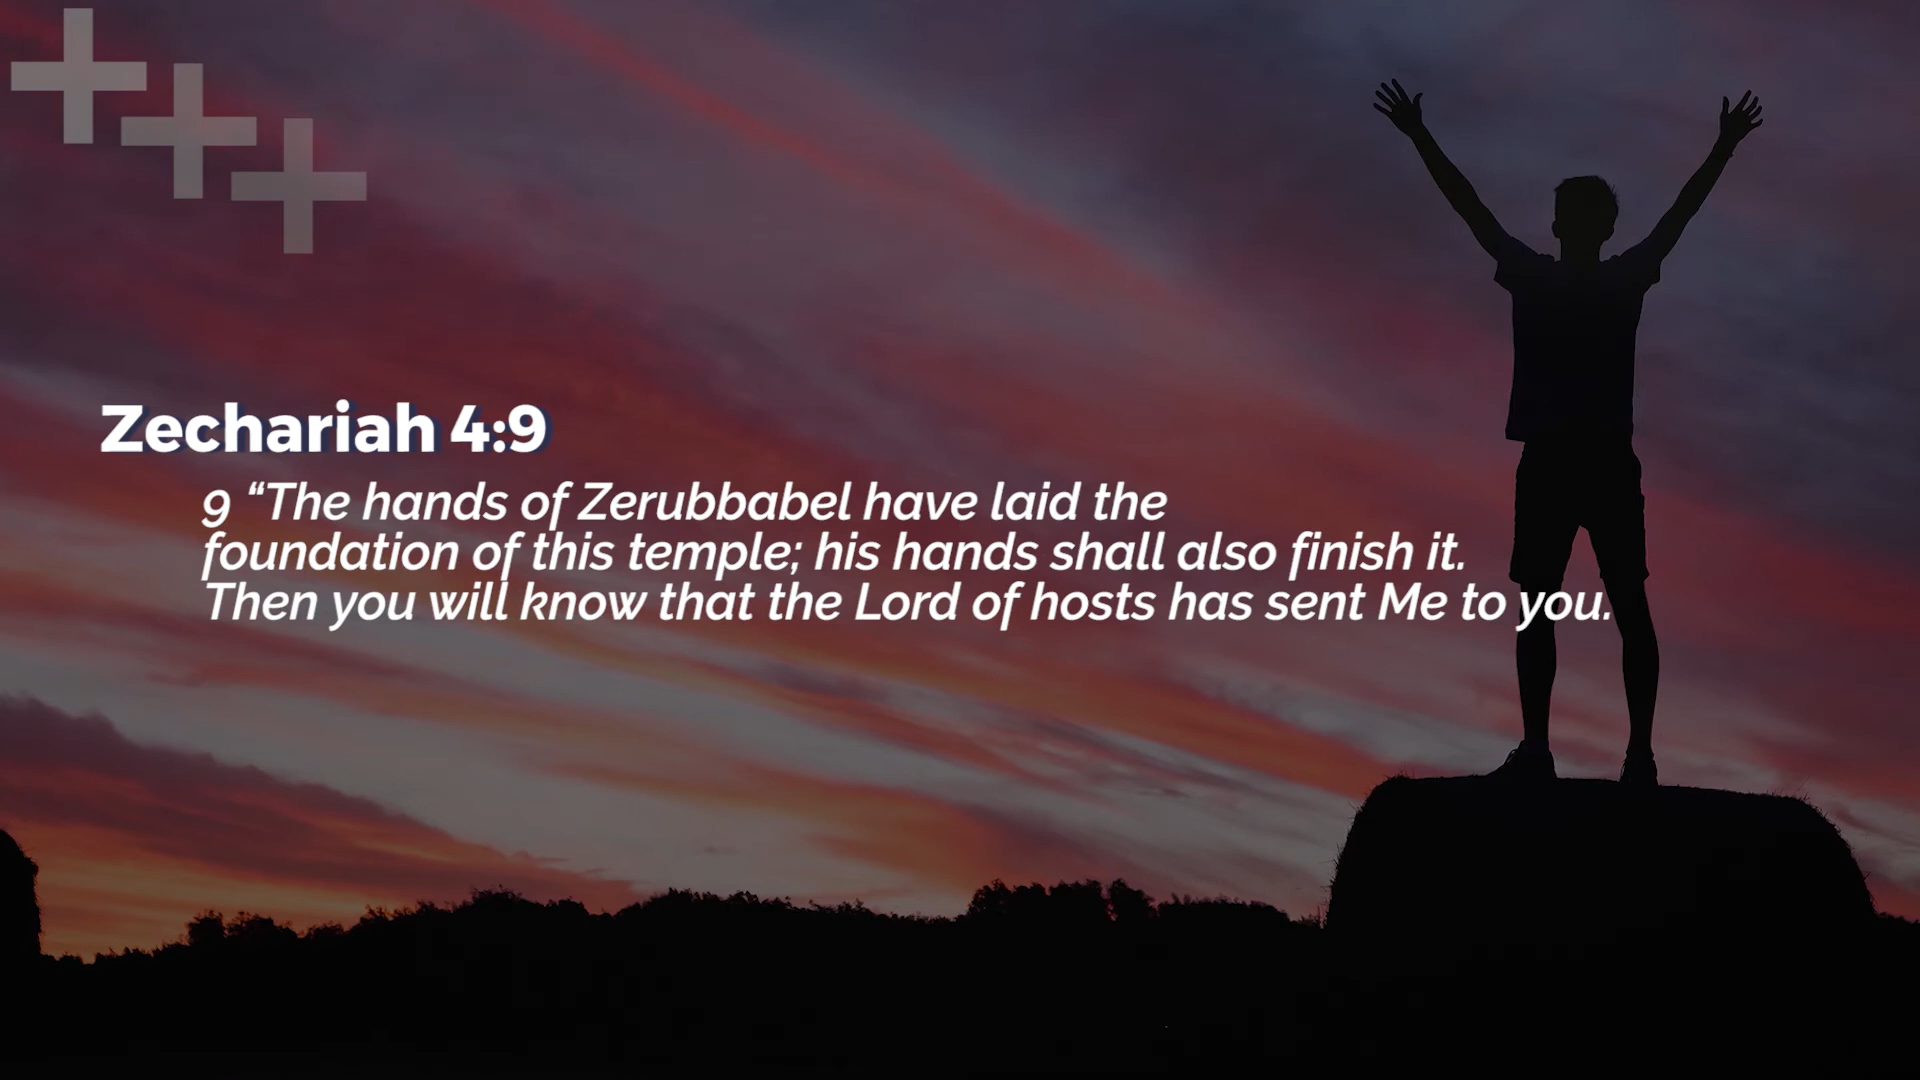 Zechariah 4:9
9 “The hands of Zerubbabel have laid the
foundation of this temple; his hands shall also finish it.
Then you will know that the Lord of hosts has sent Me to you.